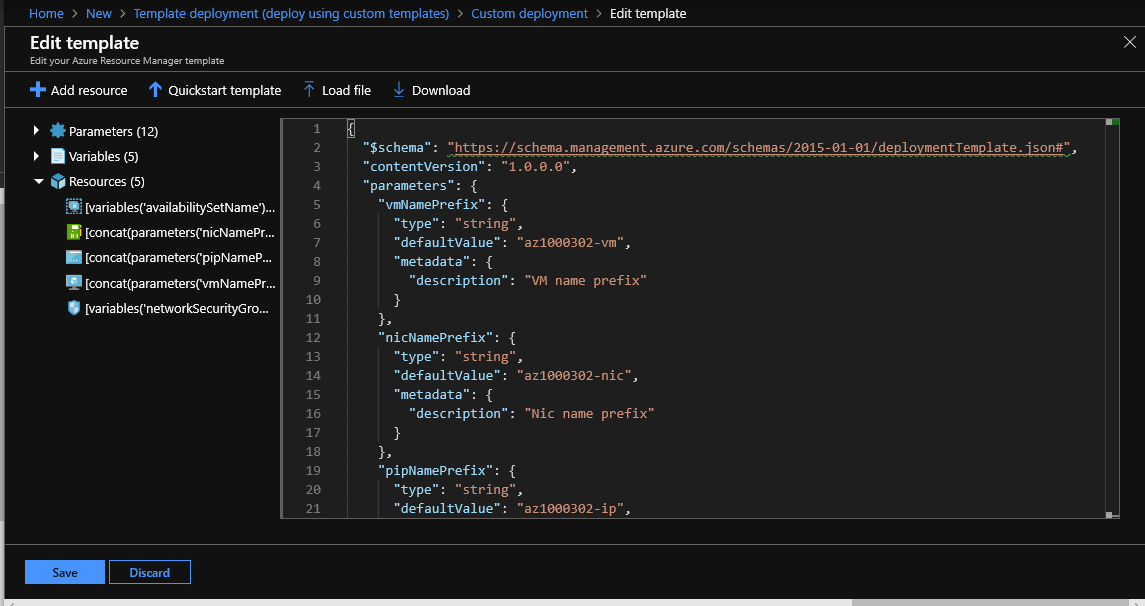 Home > New > Template deployment (deploy using custom templates) > Custom deployment > Edit template
Edit template
Edit your Azure Resource Manager template
Add resource Quickstart template Load file Download
Parameters (12)
Variables (5)
Resources (5)
[variables('availabilitySetName')...
[concat(parameters('nicNamePr...
[concat(parameters('pipNameP...
[concat(parameters('vmNamePr...
[variables('networkSecurityGro...
1 {
2 "$schema": "https://schema.management.azure.com/schemas/2015-01-01/deploymentTemplate.json#",
3 "contentVersion": "1.0.0.0",
4 "parameters": {
5 "vmNamePrefix": {
6 "type": "string",
7 "defaultValue": "az1000302-vm",
8 "metadata": {
9 "description": "VM name prefix"
10 }
11 },
12 "nicNamePrefix": {
13 "type": "string",
14 "defaultValue": "az1000302-nic",
15 "metadata": {
16 "description": "Nic name prefix"
17 }
18 },
19 "pipNamePrefix": {
20 "type": "string",
21 "defaultValue": "az1000302-ip",
Save Discard